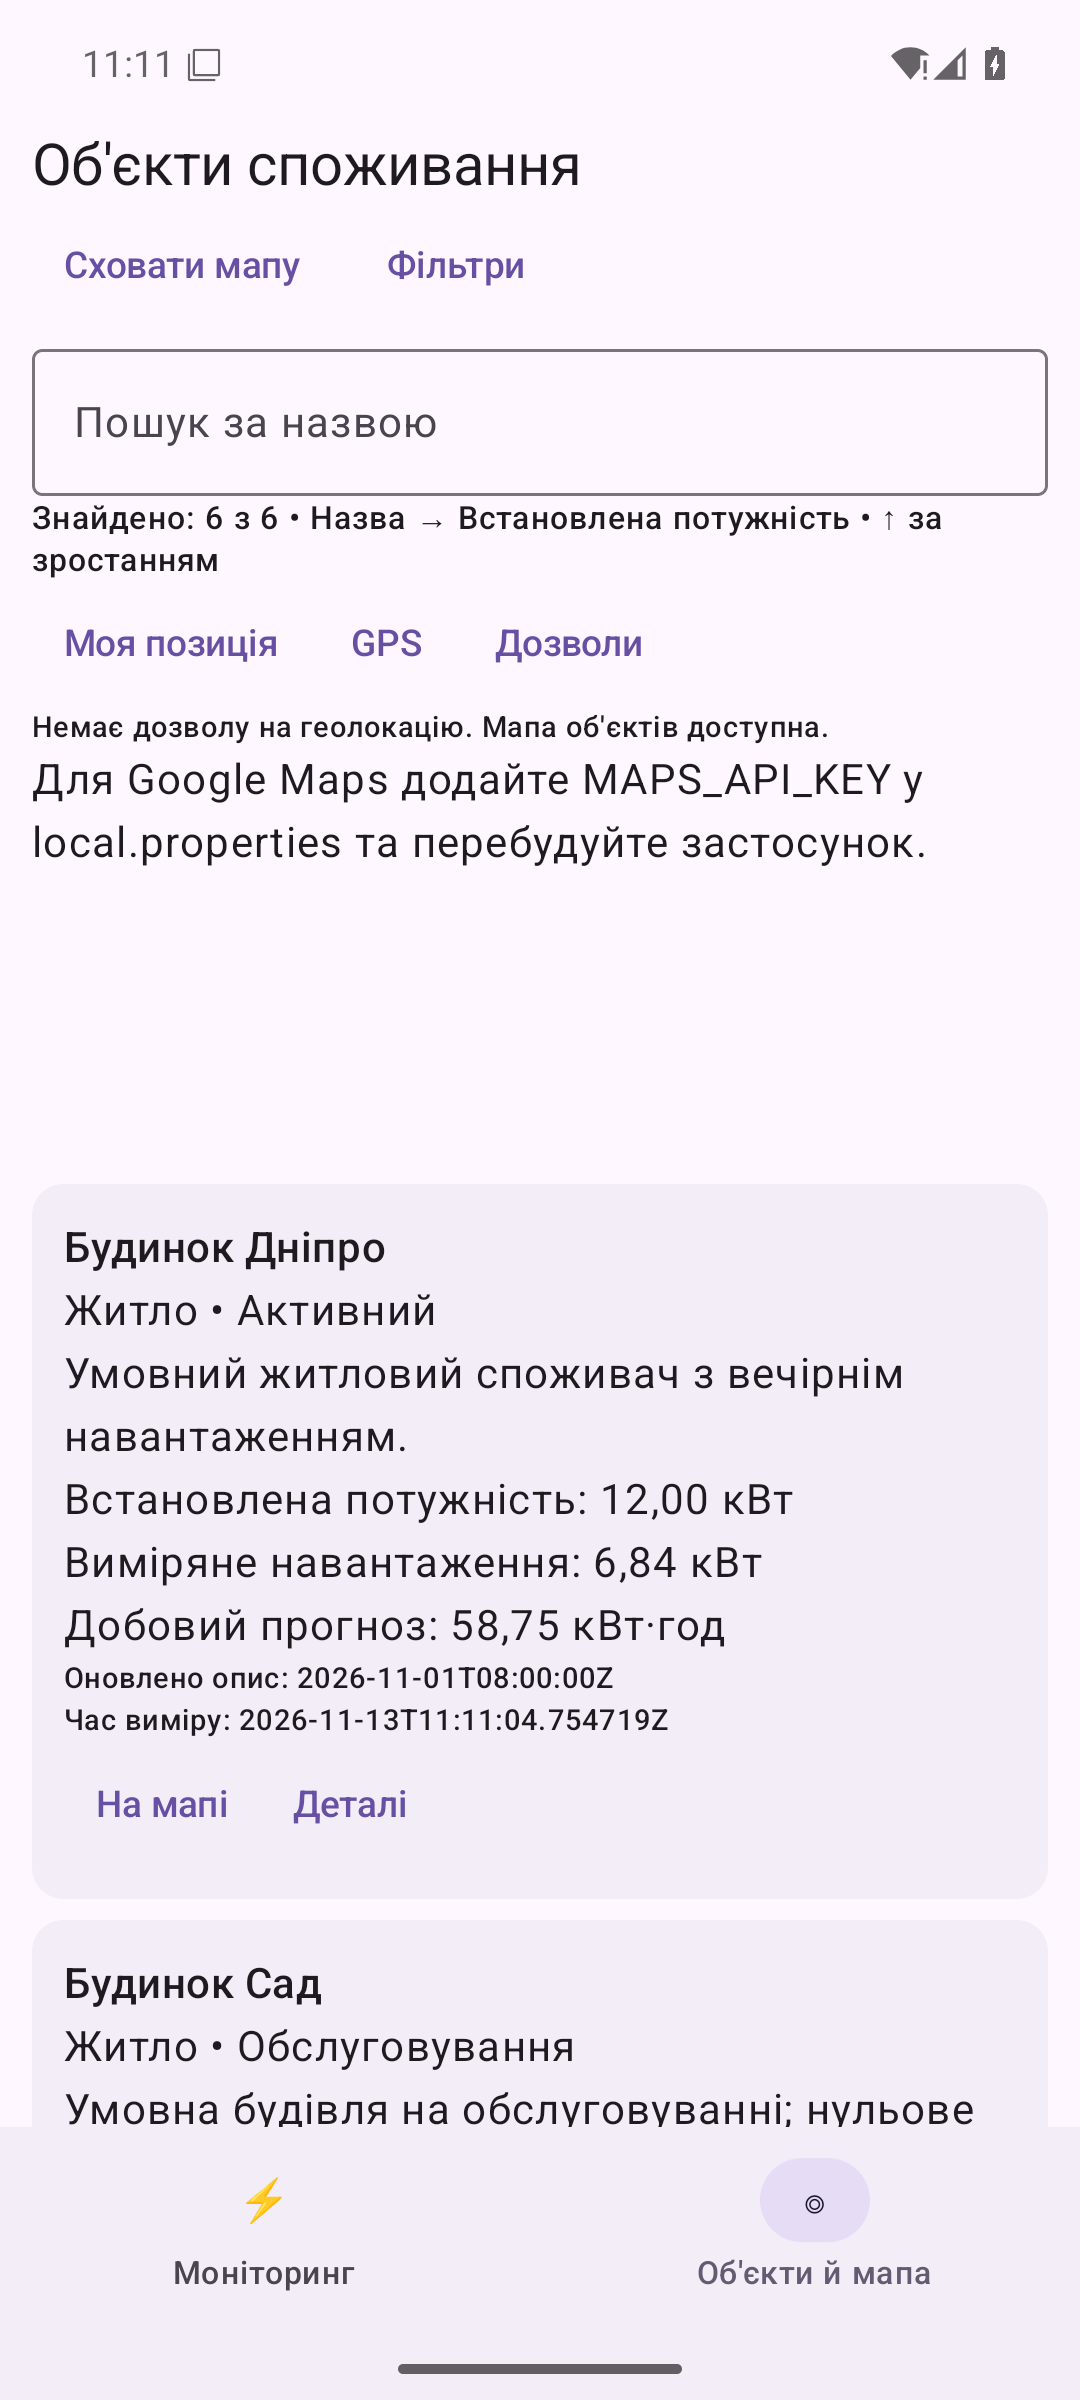 11:11
Об'єкти споживання
Сховати мапу Фільтри
Пошук за назвою
Знайдено: 6 з 6 • Назва → Встановлена потужність • ↑ за
зростанням
Моя позиція GPS Дозволи
Немає дозволу на геолокацію. Мапа об'єктів доступна.
Для Google Maps додайте MAPS_API_KEY у
local.properties та перебудуйте застосунок.
Будинок Дніпро
Житло • Активний
Умовний житловий споживач з вечірнім
навантаженням.
Встановлена потужність: 12,00 кВт
Виміряне навантаження: 6,84 кВт
Добовий прогноз: 58,75 кВт·год
Оновлено опис: 2026-11-01T08:00:00Z
Час виміру: 2026-11-13T11:11:04.754719Z
На мапі Деталі
Будинок Сад
Житло • Обслуговування
Умовна будівля на обслуговуванні; нульове
Моніторинг Об'єкти й мапа